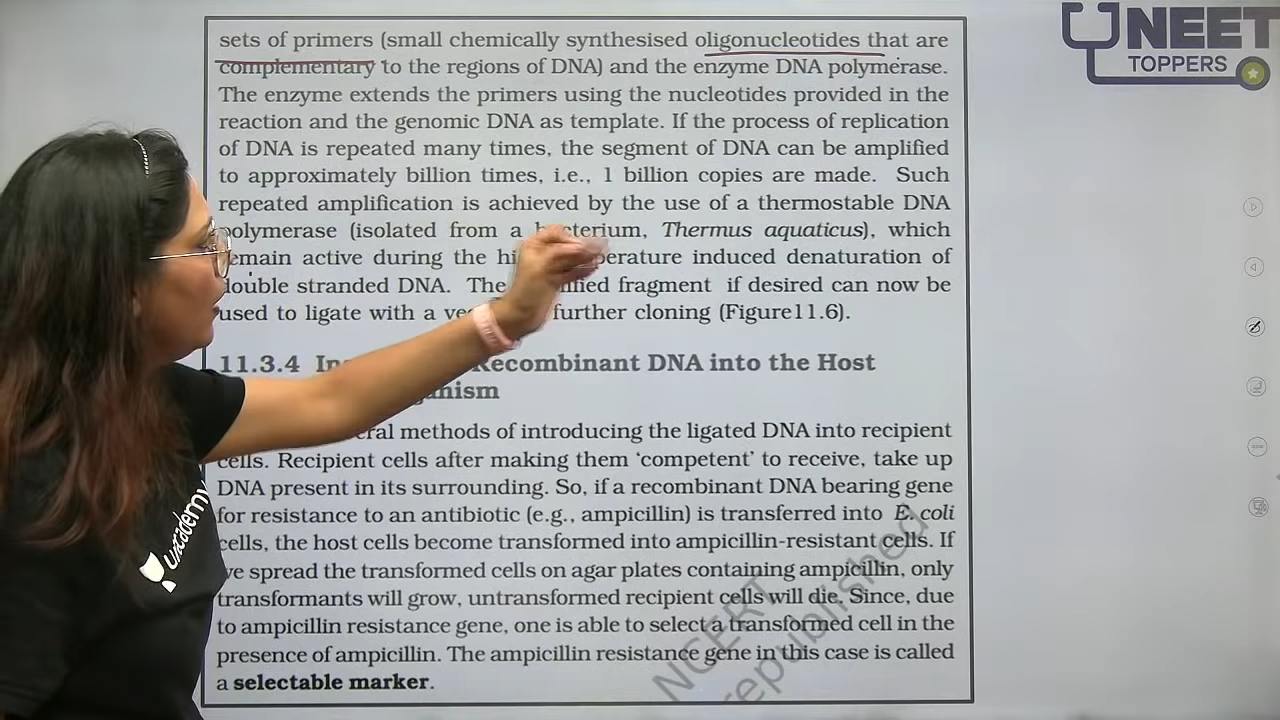 sets of primers (small chemically synthesised oligonucleotides that are
complementary to the regions of DNA) and the enzyme DNA polymerase.
The enzyme extends the primers using the nucleotides provided in the
reaction and the genomic DNA as template. If the process of replication
of DNA is repeated many times, the segment of DNA can be amplified
to approximately billion times, i.e., 1 billion copies are made. Such
repeated amplification is achieved by the use of a thermostable DNA
polymerase (isolated from a bacterium, Thermus aquaticus), which
emain active during the hi perature induced denaturation of
double stranded DNA. The fied fragment if desired can now be
used to ligate with a ve further cloning (Figure11.6).
11.3.4 In Recombinant DNA into the Host
anism
eral methods of introducing the ligated DNA into recipient
cells. Recipient cells after making them ‘competent’ to receive, take up
DNA present in its surrounding. So, if a recombinant DNA bearing gene
for resistance to an antibiotic (e.g., ampicillin) is transferred into E. coli
cells, the host cells become transformed into ampicillin-resistant cells. If
we spread the transformed cells on agar plates containing ampicillin, only
transformants will grow, untransformed recipient cells will die. Since, due
to ampicillin resistance gene, one is able to select a transformed cell in the
presence of ampicillin. The ampicillin resistance gene in this case is called
a selectable marker.
NCERT
republished
NEET
TOPPERS
unacademy